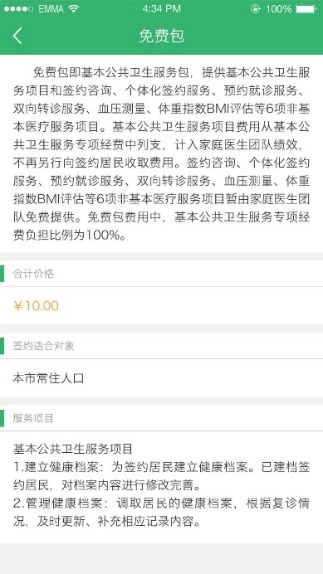 EMMA 4:34 PM 100%
免费包
免费包即基本公共卫生服务包，提供基本公共卫生服
务项目和签约咨询、个体化签约服务、预约就诊服务、
双向转诊服务、血压测量、体重指数BMI评估等6项非基
本医疗服务项目。基本公共卫生服务项目费用从基本公
共卫生服务专项经费中列支，计入家庭医生团队绩效，
不再另行向签约居民收取费用。签约咨询、个体化签约
服务、预约就诊服务、双向转诊服务、血压测量、体重
指数BMI评估等6项非基本医疗服务项目暂由家庭医生团
队免费提供。免费包费用中，基本公共卫生服务专项经
费负担比例为100%。
合计价格
￥10.00
签约适合对象
本市常住人口
服务项目
基本公共卫生服务项目
1.建立健康档案：为签约居民建立健康档案。已建档签
约居民，对档案内容进行修改完善。
2.管理健康档案：调取居民的健康档案，根据复诊情
况，及时更新、补充相应记录内容。